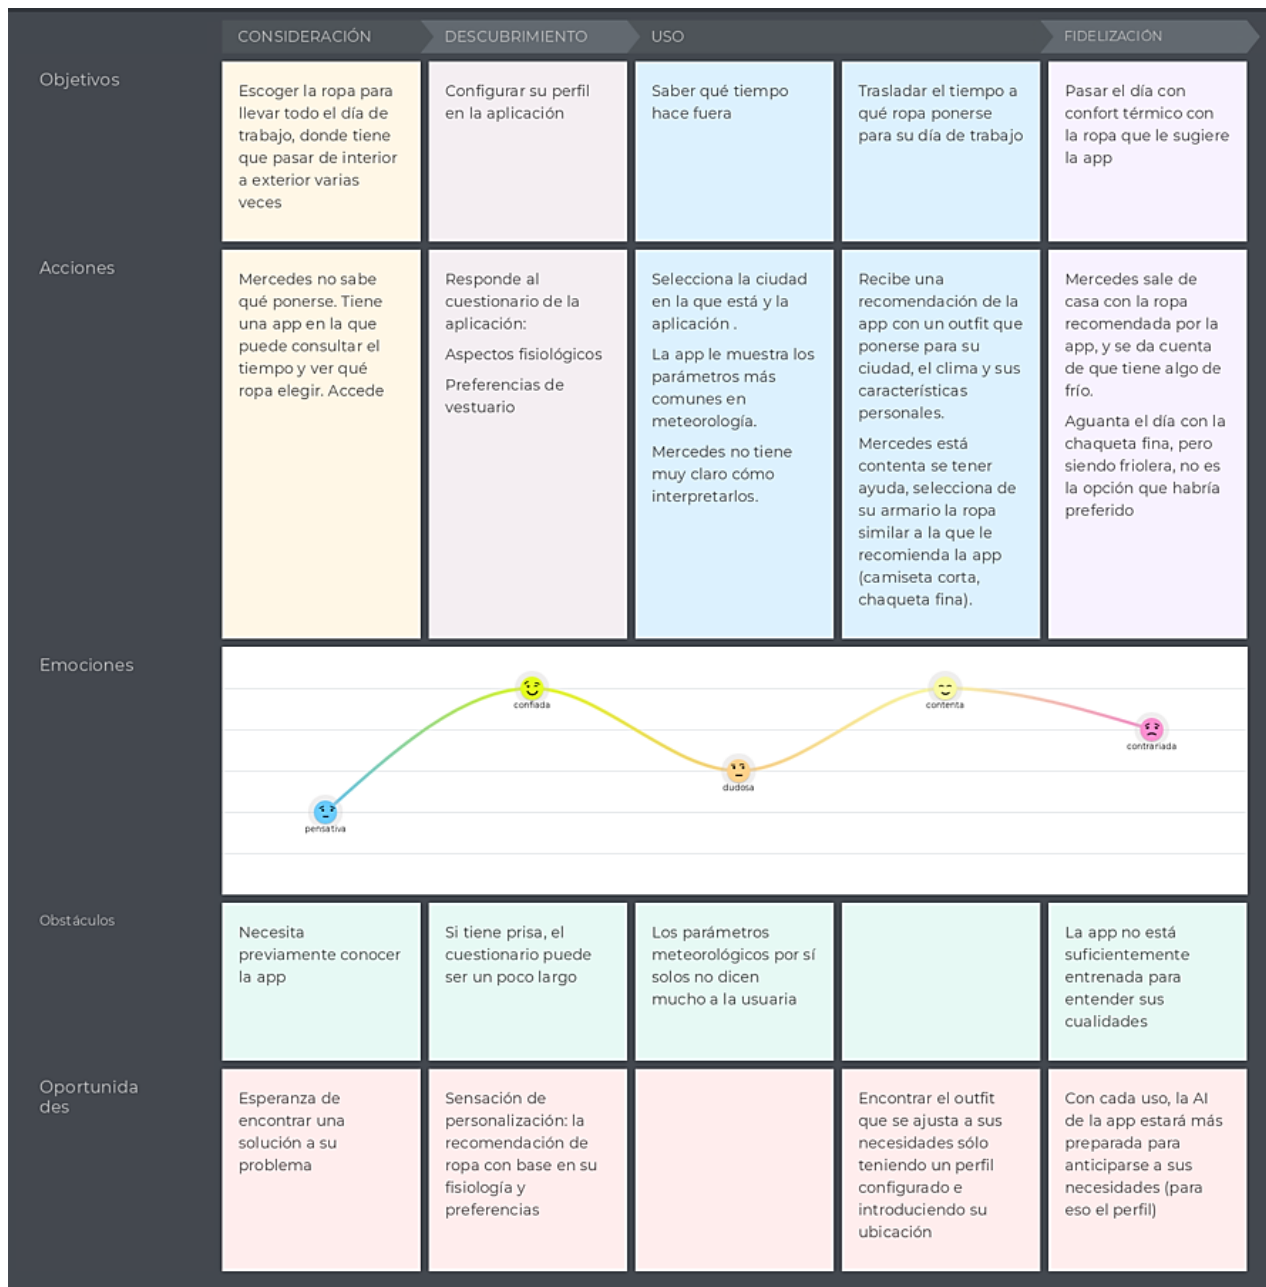 CONSIDERACIÓN
DESCUBRIMIENTO
USO
FIDELIZACIÓN
Objetivos
Escoger la ropa para
llevar todo el día de
trabajo, donde tiene
que pasar de interior
a exterior varias
veces
Configurar su perfil
en la aplicación
Saber qué tiempo
hace fuera
Trasladar el tiempo a
qué ropa ponerse
para su día de trabajo
Pasar el día con
confort térmico con
la ropa que le sugiere
la app
Acciones
Mercedes no sabe
qué ponerse. Tiene
una app en la que
puede consultar el
tiempo y ver qué
ropa elegir. Accede
Responde al
cuestionario de la
aplicación:
Aspectos fisiológicos
Preferencias de
vestuario
Selecciona la ciudad
en la que está y la
aplicación .
La app le muestra los
parámetros más
comunes en
meteorología.
Mercedes no tiene
muy claro cómo
interpretarlos.
Recibe una
recomendación de la
app con un outfit que
ponerse para su
ciudad, el clima y sus
características
personales.
Mercedes está
contenta se tener
ayuda, selecciona de
su armario la ropa
similar a la que le
recomienda la app
(camiseta corta,
chaqueta fina).
Mercedes sale de
casa con la ropa
recomendada por la
app, y se da cuenta
de que tiene algo de
frío.
Aguanta el día con la
chaqueta fina, pero
siendo friolera, no es
la opción que habría
preferido
Emociones
pensativa
confiada
dudosa
contenta
contrariada
Obstáculos
Necesita
previamente conocer
la app
Si tiene prisa, el
cuestionario puede
ser un poco largo
Los parámetros
meteorológicos por sí
solos no dicen
mucho a la usuaria
La app no está
suficientemente
entrenada para
entender sus
cualidades
Oportunida
des
Esperanza de
encontrar una
solución a su
problema
Sensación de
personalización: la
recomendación de
ropa con base en su
fisiología y
preferencias
Encontrar el outfit
que se ajusta a sus
necesidades sólo
teniendo un perfil
configurado e
introduciendo su
ubicación
Con cada uso, la AI
de la app estará más
preparada para
anticiparse a sus
necesidades (para
eso el perfil)